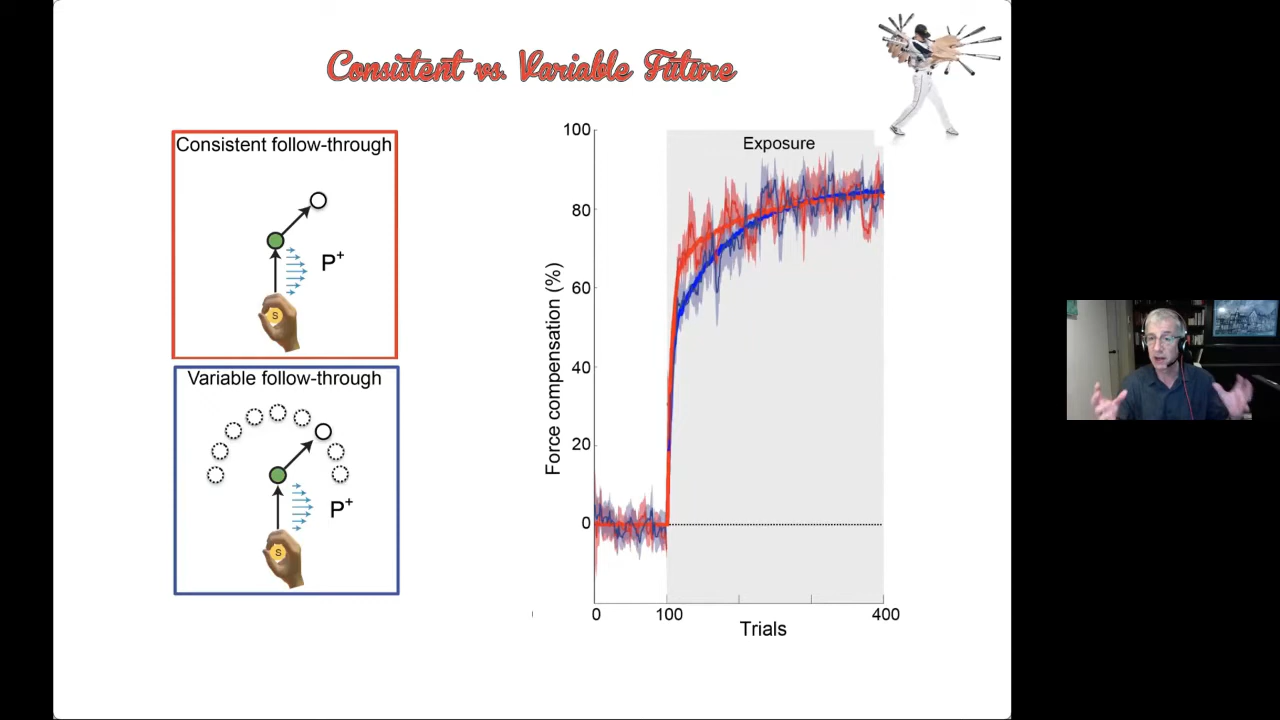 Consistent vs. Variable Future
Consistent follow-through
P+
S
Variable follow-through
P+
S
Exposure
Force compensation (%)
100
80
60
40
20
0
0
100
400
Trials